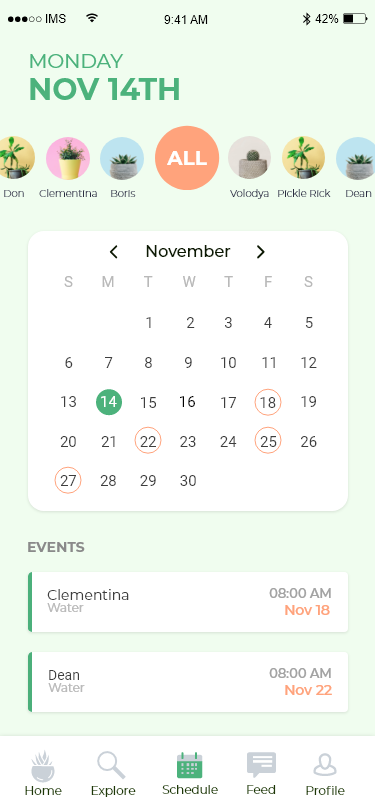 IMS 9:41 AM 42%
MONDAY
NOV 14TH
ALL
Don Clementina Boris Volodya Pickle Rick Dean
November
S M T W T F S
1 2 3 4 5
6 7 8 9 10 11 12
13 14 15 16 17 18 19
20 21 22 23 24 25 26
27 28 29 30
EVENTS
Clementina 08:00 AM
Water Nov 18
Dean 08:00 AM
Water Nov 22
Home Explore Schedule Feed Profile